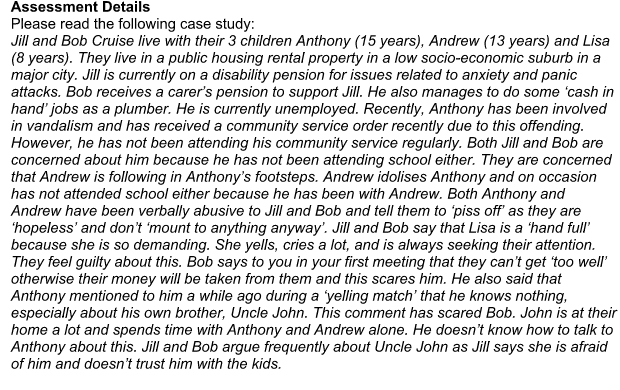 Assessment Details
Please read the following case study:
Jill and Bob Cruise live with their 3 children Anthony (15 years), Andrew (13 years) and Lisa
(8 years). They live in a public housing rental property in a low socio-economic suburb in a
major city. Jill is currently on a disability pension for issues related to anxiety and panic
attacks. Bob receives a carer's pension to support Jill. He also manages to do some 'cash in
hand' jobs as a plumber. He is currently unemployed. Recently, Anthony has been involved
in vandalism and has received a community service order recently due to this offending.
However, he has not been attending his community service regularly. Both Jill and Bob are
concerned about him because he has not been attending school either. They are concerned
that Andrew is following in Anthony's footsteps. Andrew idolises Anthony and on occasion
has not attended school either because he has been with Andrew. Both Anthony and
Andrew have been verbally abusive to Jill and Bob and tell them to 'piss off' as they are
'hopeless' and don't 'mount to anything anyway'. Jill and Bob say that Lisa is a 'hand full'
because she is so demanding. She yells, cries a lot, and is always seeking their attention.
They feel guilty about this. Bob says to you in your first meeting that they can't get 'too well'
otherwise their money will be taken from them and this scares him. He also said that
Anthony mentioned to him a while ago during a 'yelling match' that he knows nothing,
especially about his own brother, Uncle John. This comment has scared Bob. John is at their
home a lot and spends time with Anthony and Andrew alone. He doesn't know how to talk to
Anthony about this. Jill and Bob argue frequently about Uncle John as Jill says she is afraid
of him and doesn't trust him with the kids.